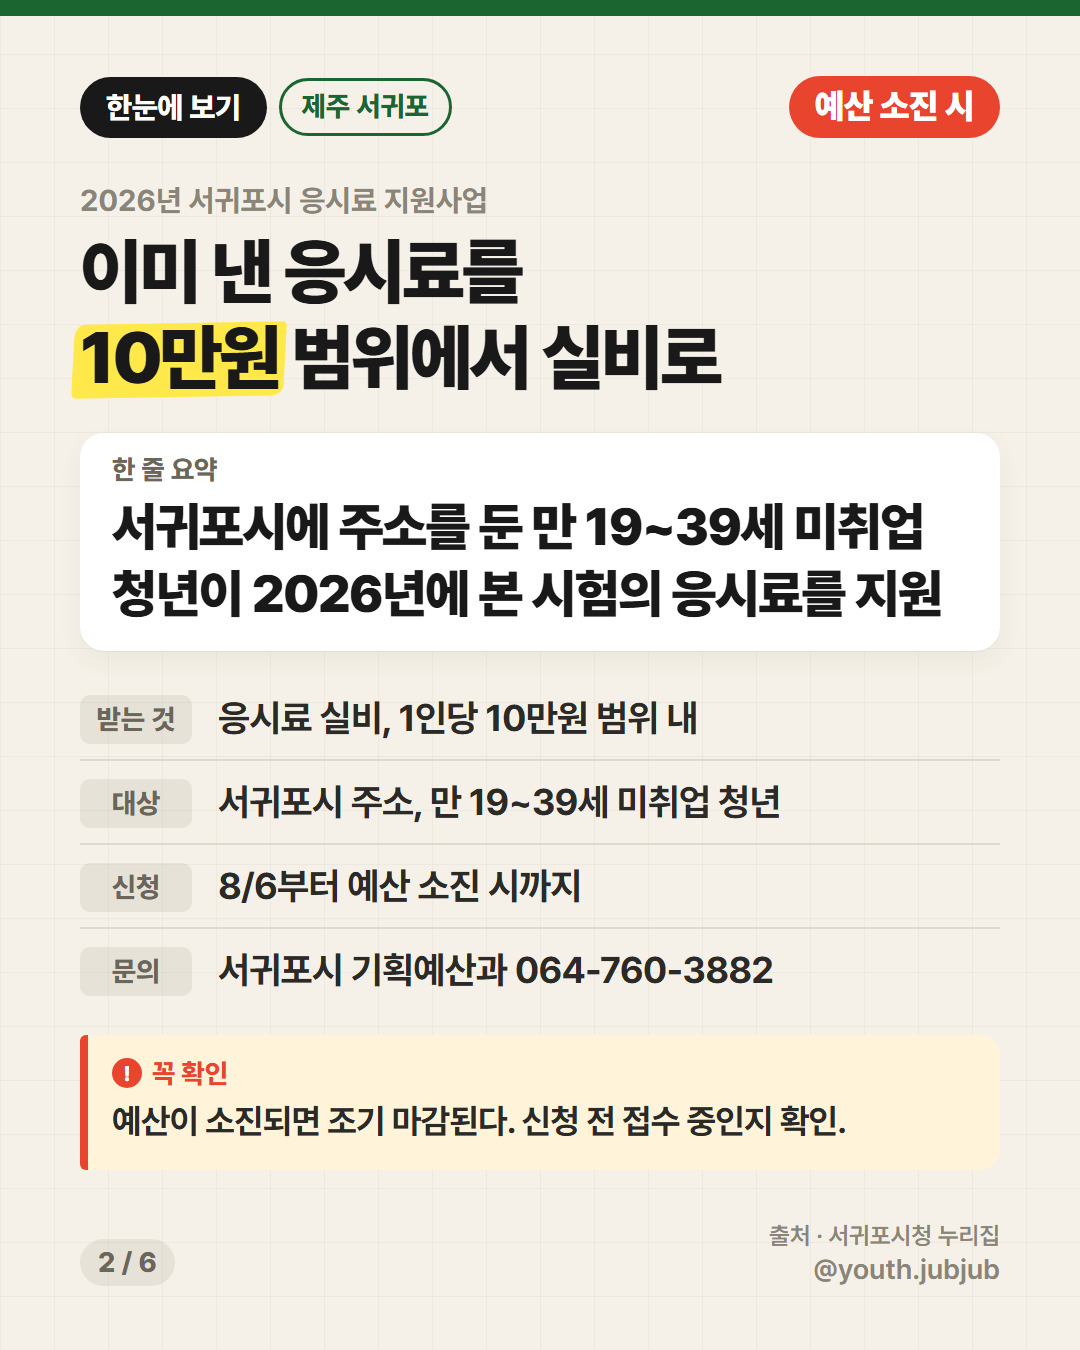 한눈에 보기
제주 서귀포
예산 소진 시
2026년 서귀포시 응시료 지원사업
이미 낸 응시료를
10만원 범위에서 실비로
한 줄 요약
서귀포시에 주소를 둔 만 19~39세 미취업
청년이 2026년에 본 시험의 응시료를 지원
받는 것
응시료 실비, 1인당 10만원 범위 내
대상
서귀포시 주소, 만 19~39세 미취업 청년
신청
8/6부터 예산 소진 시까지
문의
서귀포시 기획예산과 064-760-3882
! 꼭 확인
예산이 소진되면 조기 마감된다. 신청 전 접수 중인지 확인.
2 / 6
출처 · 서귀포시청 누리집
@youth.jubjub